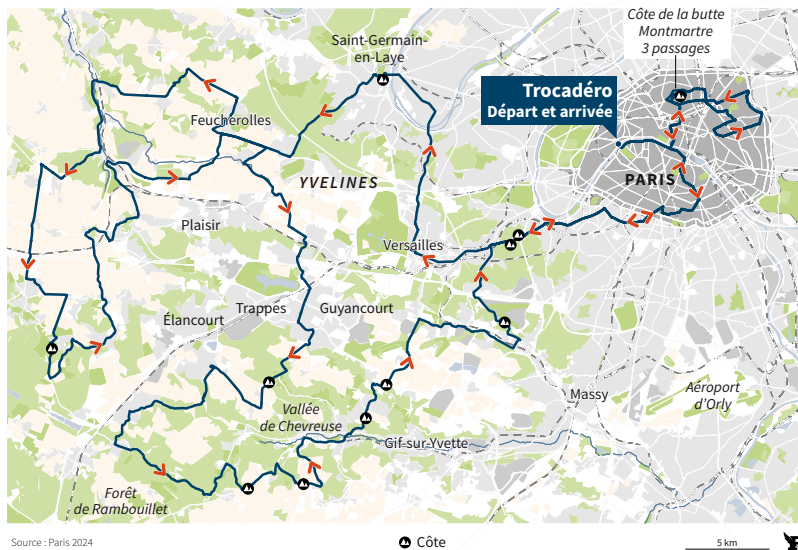 Côte de la butte
Montmartre
3 passages
Saint-Germain-
en-Laye
Trocadéro
Départ et arrivée
Feucherolles
YVELINES
PARIS
Plaisir
Versailles
Trappes
Guyancourt
Élancourt
Aéroport
d'Orly
Massy
Vallée
de Chevreuse
Gif-sur-Yvette
Forêt
de Rambouillet
Source : Paris 2024
Côte
5 km